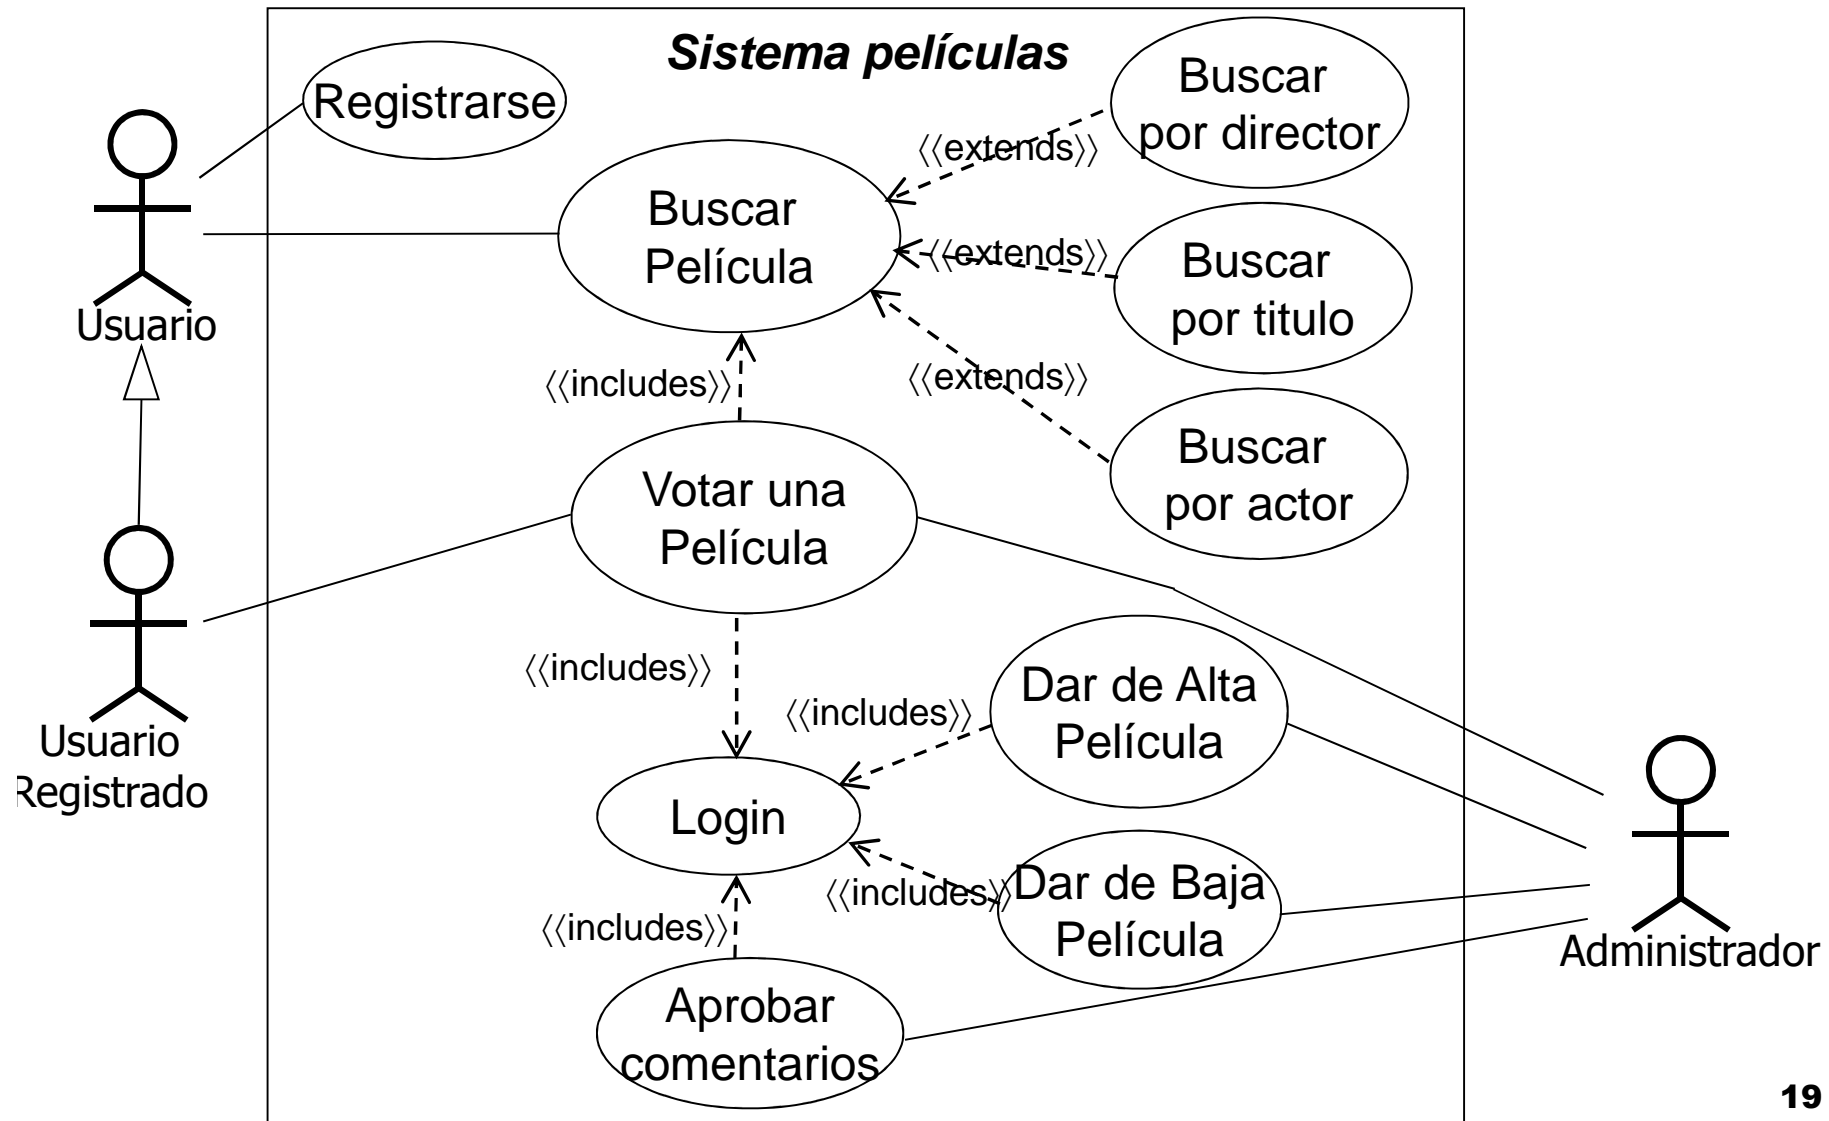 Sistema películas
Registrarse
Buscar
por director
〈〈extends〉〉
Buscar
Película
Usuario
〈〈extends〉〉
Buscar
por titulo
〈〈includes〉〉
〈〈extends〉〉
Buscar
por actor
Votar una
Película
〈〈includes〉〉
〈〈includes〉〉
Dar de Alta
Película
Usuario
Registrado
Login
〈〈includes〉〉
Dar de Baja
Película
〈〈includes〉〉
Administrador
Aprobar
comentarios
19